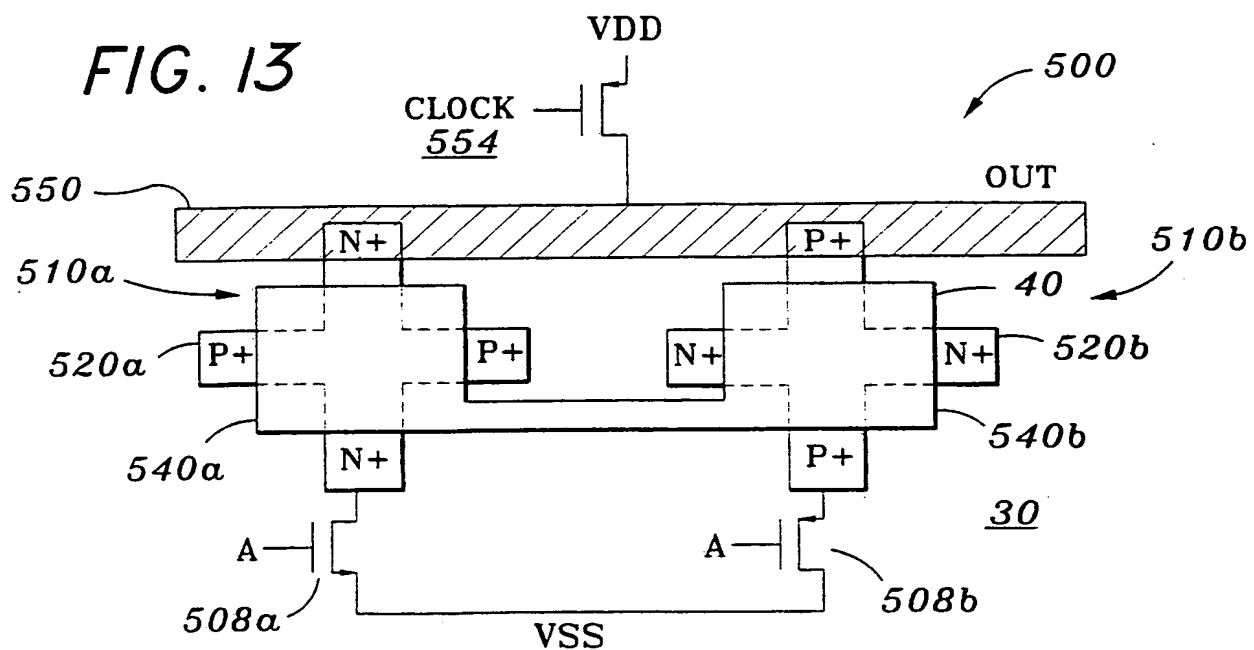 FIG. 13
VDD
500
CLOCK
554
550
OUT
N+
P+
510a
510b
40
520a
P+
P+
N+
N+
520b
540a
N+
P+
540b
30
A
A
508a
508b
VSS